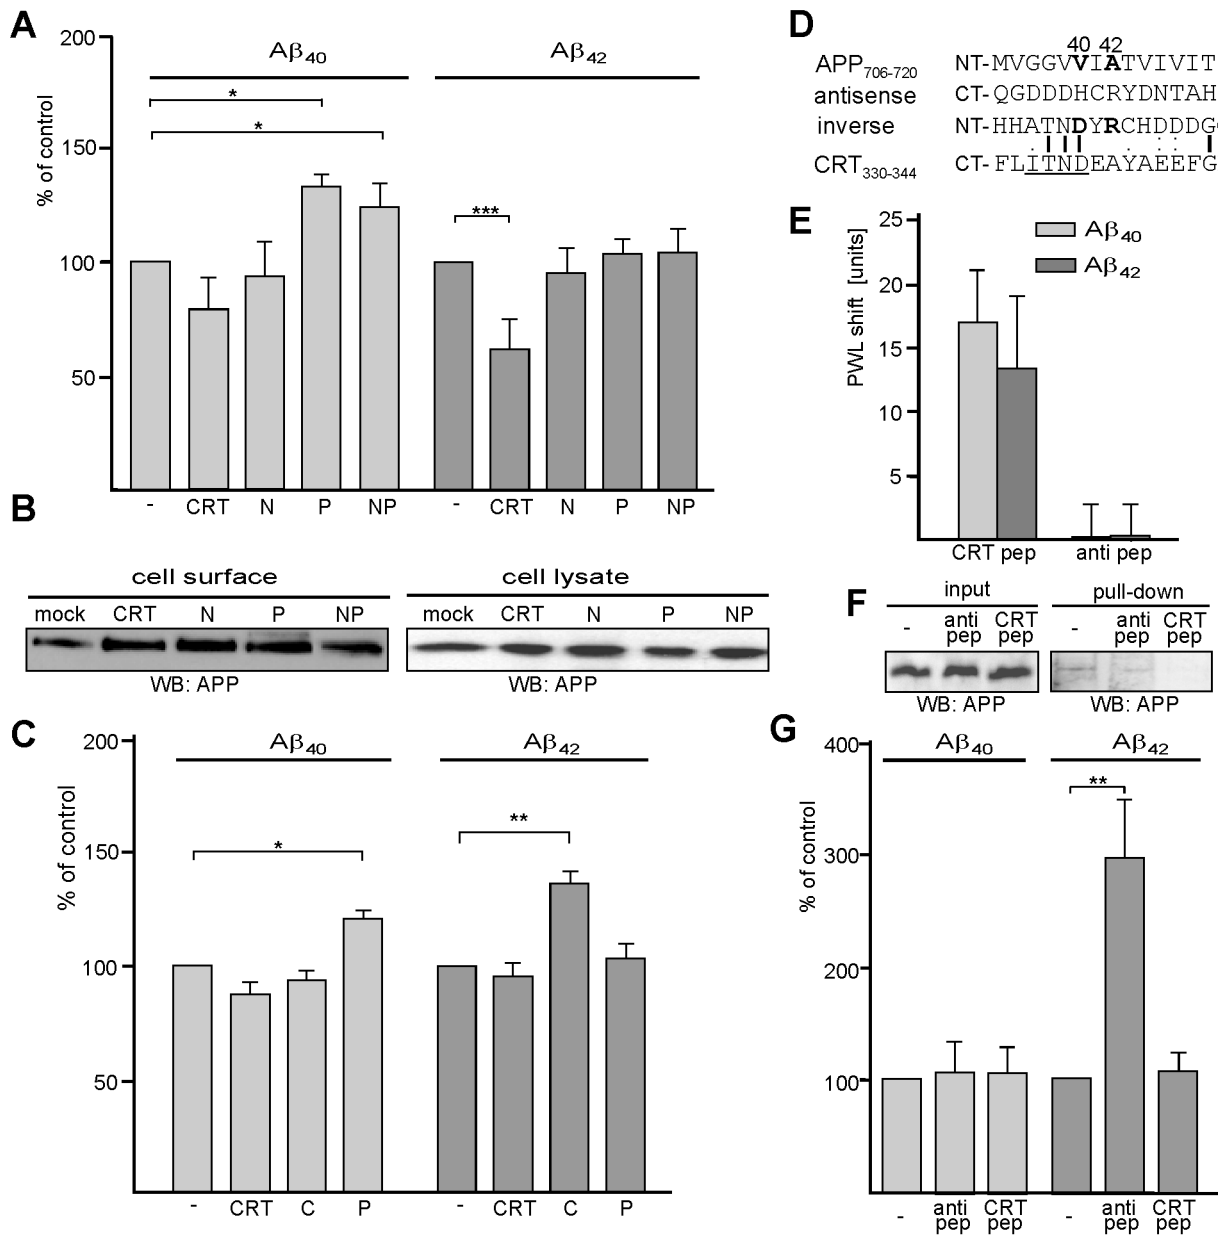 A
Aβ40
Aβ42
% of control
200
150
100
50
*
*
***
- CRT N P NP
- CRT N P NP
B
cell surface
cell lysate
mock CRT N P NP
mock CRT N P NP
WB: APP
WB: APP
C
Aβ40
Aβ42
% of control
200
150
100
50
*
**
- CRT C P
- CRT C P
D
40 42
APP706-720 NT-MVGGVVIATVIVIT
antisense CT-QGDDDHCRYDNTAH
inverse NT-HHATNDYRCHDDDG
CRT330-344 CT-FLITNDEAYAEEFG
E
PWL shift [units]
25
20
15
10
5
Aβ40
Aβ42
CRT pep
anti pep
F
input
pull-down
- anti pep CRT pep
- anti pep CRT pep
WB: APP
WB: APP
G
Aβ40
Aβ42
% of control
400
300
200
100
**
- anti pep CRT pep
- anti pep CRT pep